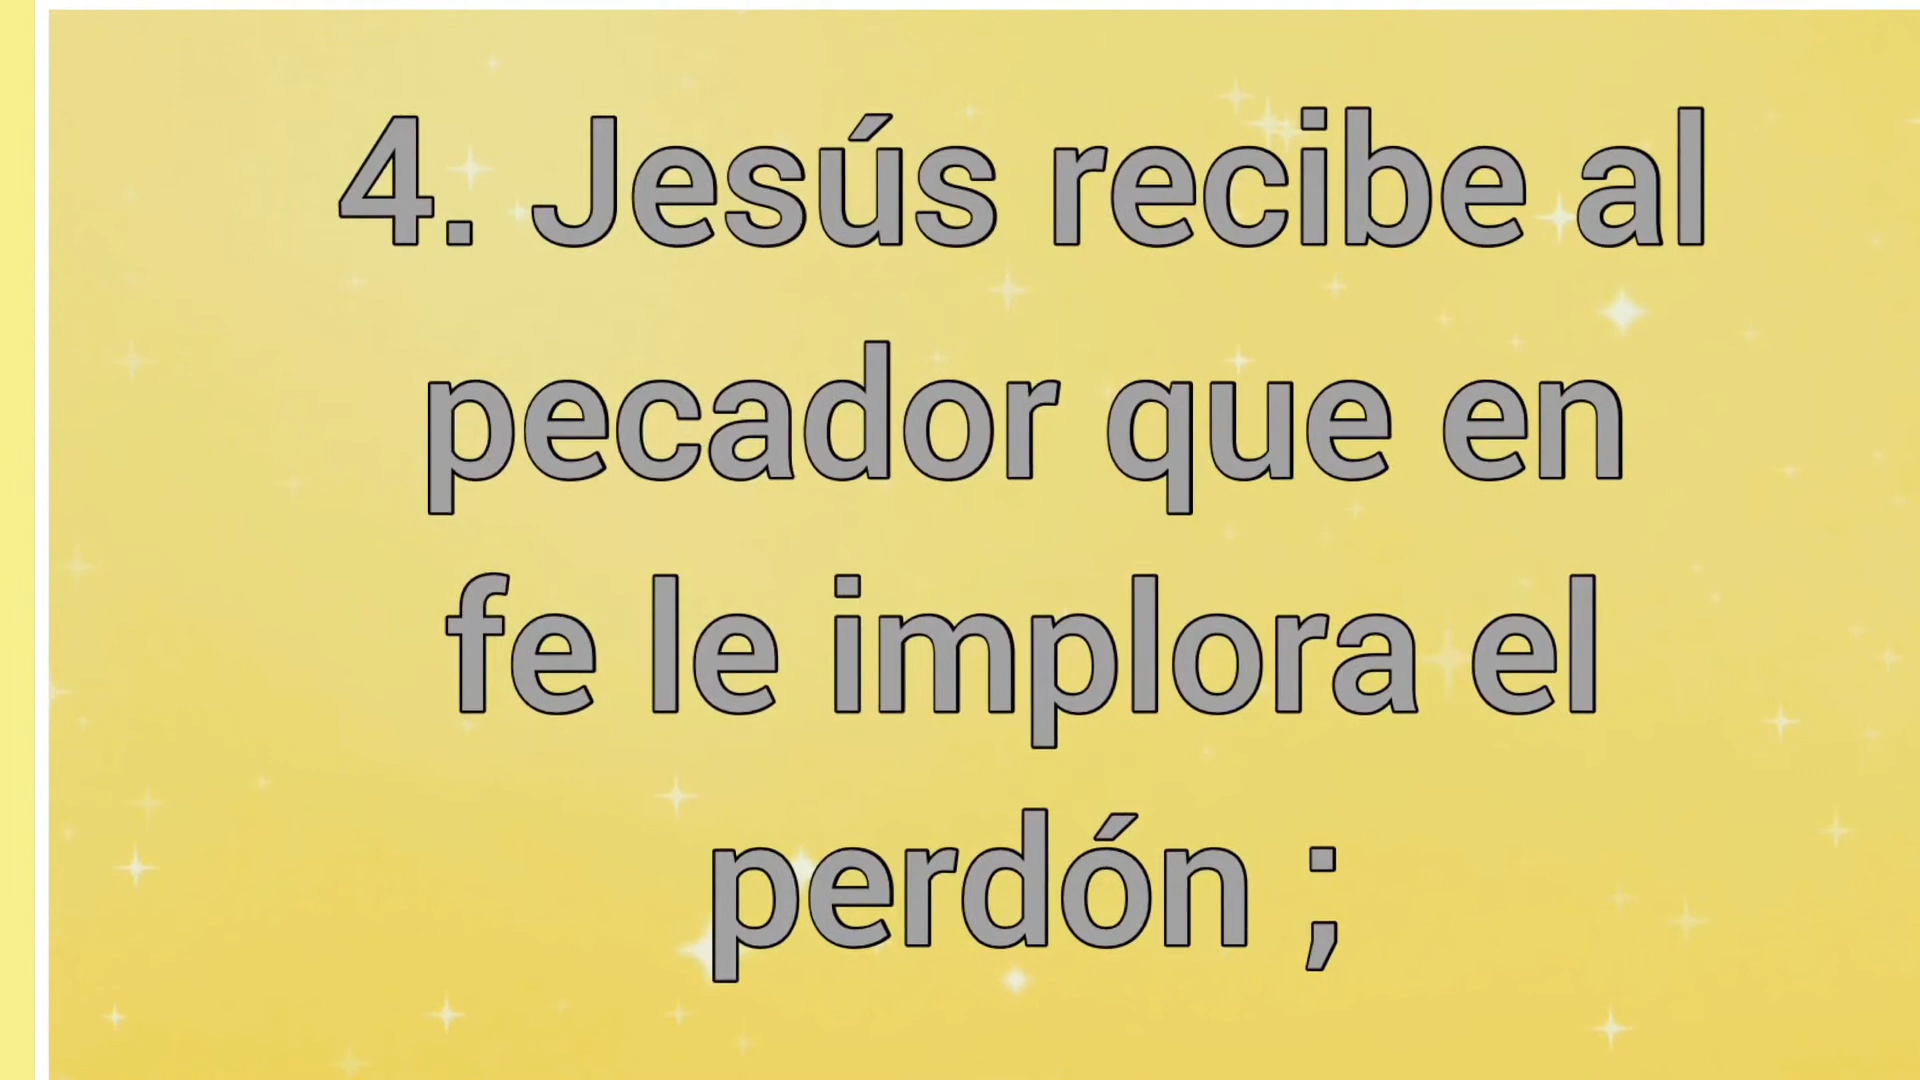 4. Jesús recibe al
pecador que en
fe le implora el
perdón ;